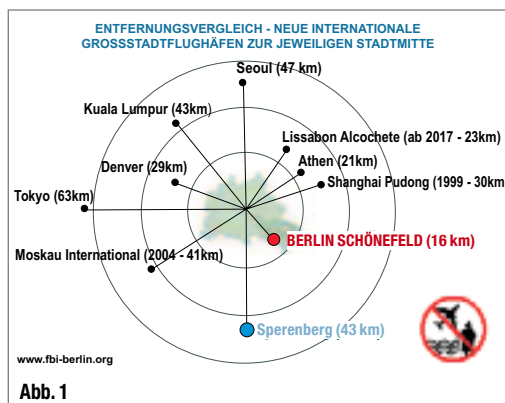 ENTFERNUNGSVERGLEICH - NEUE INTERNATIONALE
GROSSSTADTFLUGHÄFEN ZUR JEWEILIGEN STADTMITTE
Seoul (47 km)
Kuala Lumpur (43km)
Lissabon Alcochete (ab 2017 - 23km)
Athen (21km)
Denver (29km)
Shanghai Pudong (1999 - 30km
Tokyo (63km)
BERLIN SCHÖNEFELD (16 km)
Moskau International (2004 - 41km)
Sperenberg (43 km)
www.fbi-berlin.org
Abb. 1